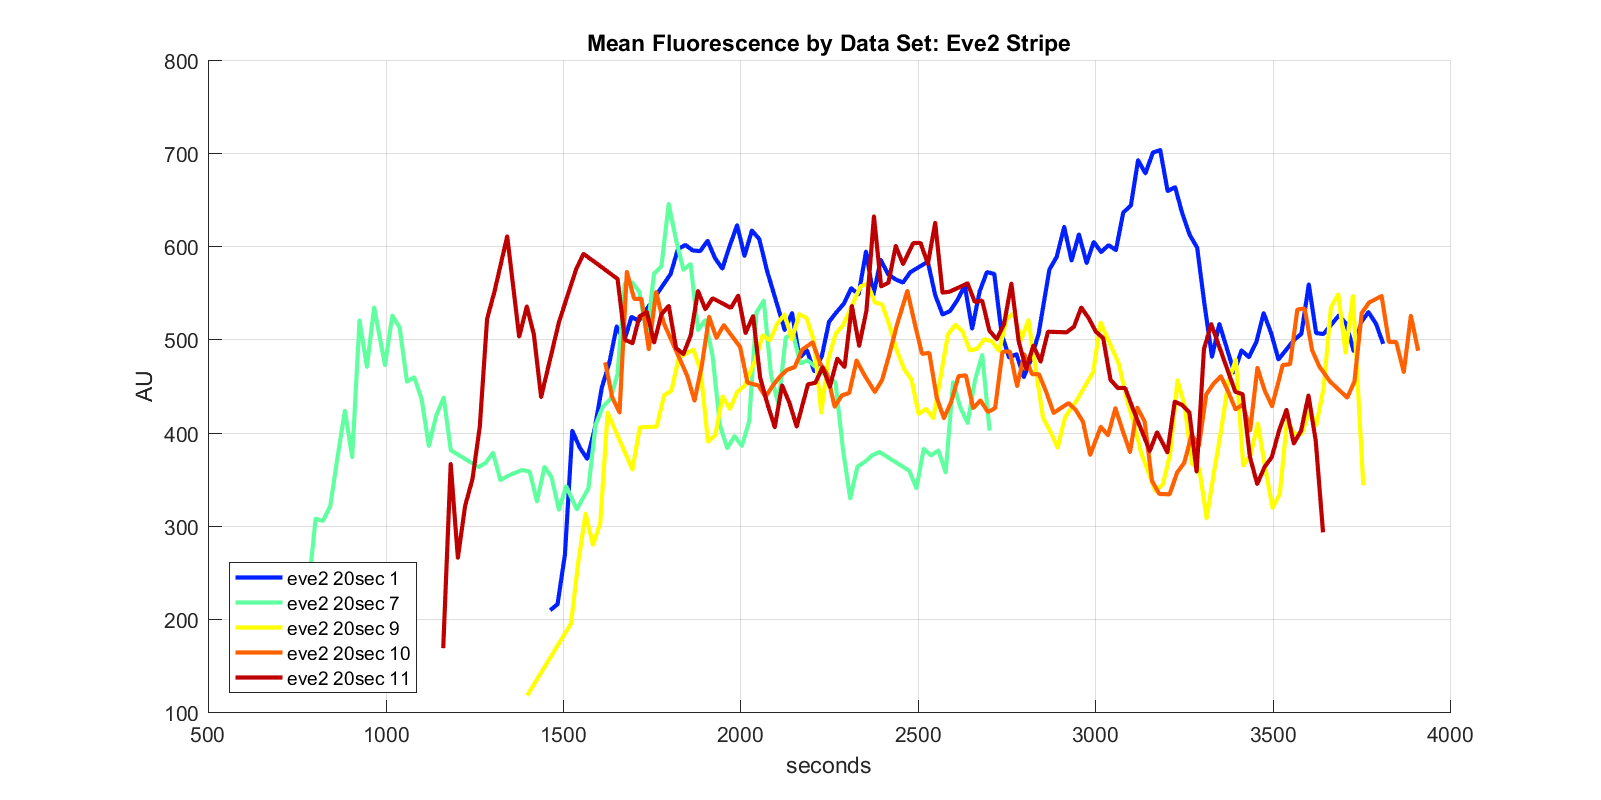 Mean Fluorescence by Data Set: Eve2 Stripe
800
700
600
500
400
300
200
100
AU
eve2 20sec 1
eve2 20sec 7
eve2 20sec 9
eve2 20sec 10
eve2 20sec 11
500 1000 1500 2000 2500 3000 3500 4000
seconds